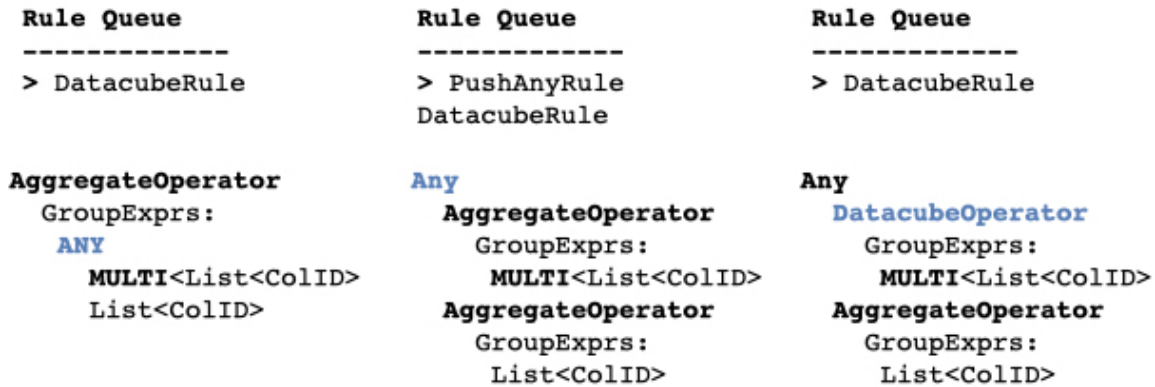 Rule Queue
-------------
> DatacubeRule
AggregateOperator
GroupExprs:
ANY
MULTI<List<ColID>
List<ColID>
Rule Queue
-------------
> PushAnyRule
DatacubeRule
Any
AggregateOperator
GroupExprs:
MULTI<List<ColID>
AggregateOperator
GroupExprs:
List<ColID>
Rule Queue
-------------
> DatacubeRule
Any
DatacubeOperator
GroupExprs:
MULTI<List<ColID>
AggregateOperator
GroupExprs:
List<ColID>